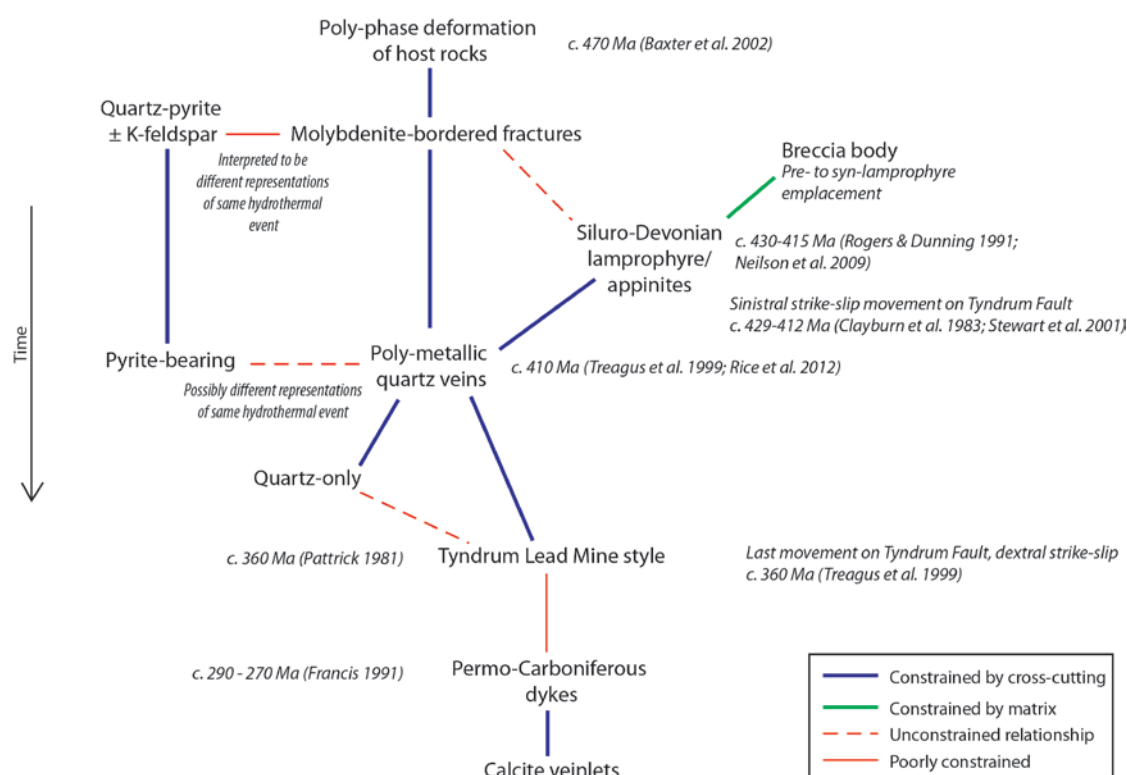 Poly-phase deformation
of host rocks
c. 470 Ma (Baxter et al. 2002)
Quartz-pyrite
± K-feldspar
Molybdenite-bordered fractures
Interpreted to be
different representations
of same hydrothermal
event
Breccia body
Pre- to syn-lamprophyre
emplacement
Siluro-Devonian
lamprophyre/
appinites
c. 430-415 Ma (Rogers & Dunning 1991;
Neilson et al. 2009)
Sinistral strike-slip movement on Tyndrum Fault
c. 429-412 Ma (Clayburn et al. 1983; Stewart et al. 2001)
Time
Pyrite-bearing
Possibly different representations
of same hydrothermal event
Poly-metallic
quartz veins
c. 410 Ma (Treagus et al. 1999; Rice et al. 2012)
Quartz-only
c. 360 Ma (Pattrick 1981)
Tyndrum Lead Mine style
Last movement on Tyndrum Fault, dextral strike-slip
c. 360 Ma (Treagus et al. 1999)
c. 290 - 270 Ma (Francis 1991)
Permo-Carboniferous
dykes
Calcite veinlets
Constrained by cross-cutting
Constrained by matrix
Unconstrained relationship
Poorly constrained